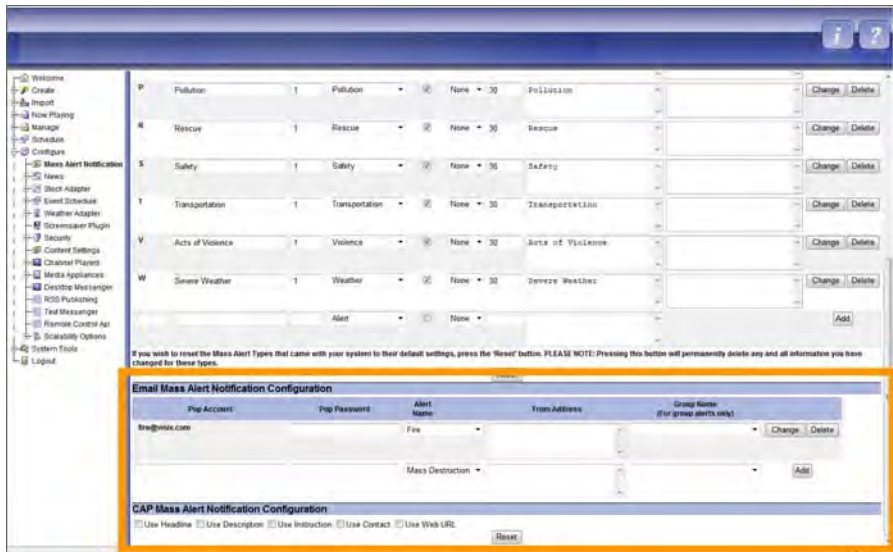 i ?
Welcome
Create
Import
Now Playing
Manage
Schedule
Configure
Mass Alert Notification
News
Stock Adapter
Event Schedule
Weather Adapter
Screensaver Plugin
Security
Content Settings
Channel Players
Media Appliances
Desktop Messenger
RSS Publishing
Text Messenger
Remote Control Api
Scalability Options
System Tools
Logout
P Pollution 1 Pollution None 30 Pollution Change Delete
R Rescue 1 Rescue None 30 Rescue Change Delete
S Safety 1 Safety None 30 Safety Change Delete
T Transportation 1 Transportation None 30 Transportation Change Delete
V Acts of Violence 1 Violence None 30 Acts of Violence Change Delete
W Severe Weather 1 Weather None 30 Severe Weather Change Delete
Alert None Add
If you wish to reset the Mass Alert Types that came with your system to their default settings, press the 'Reset' button. PLEASE NOTE: Pressing this button will permanently delete any and all information you have
changed for these types.
Email Mass Alert Notification Configuration
Pop Account Pop Password Alert Name From Address Group Name (For group alerts only)
Fire Change Delete
Mass Destruction Add
CAP Mass Alert Notification Configuration
Use Headline Use Description Use Instruction Use Contact Use Web URL
Reset